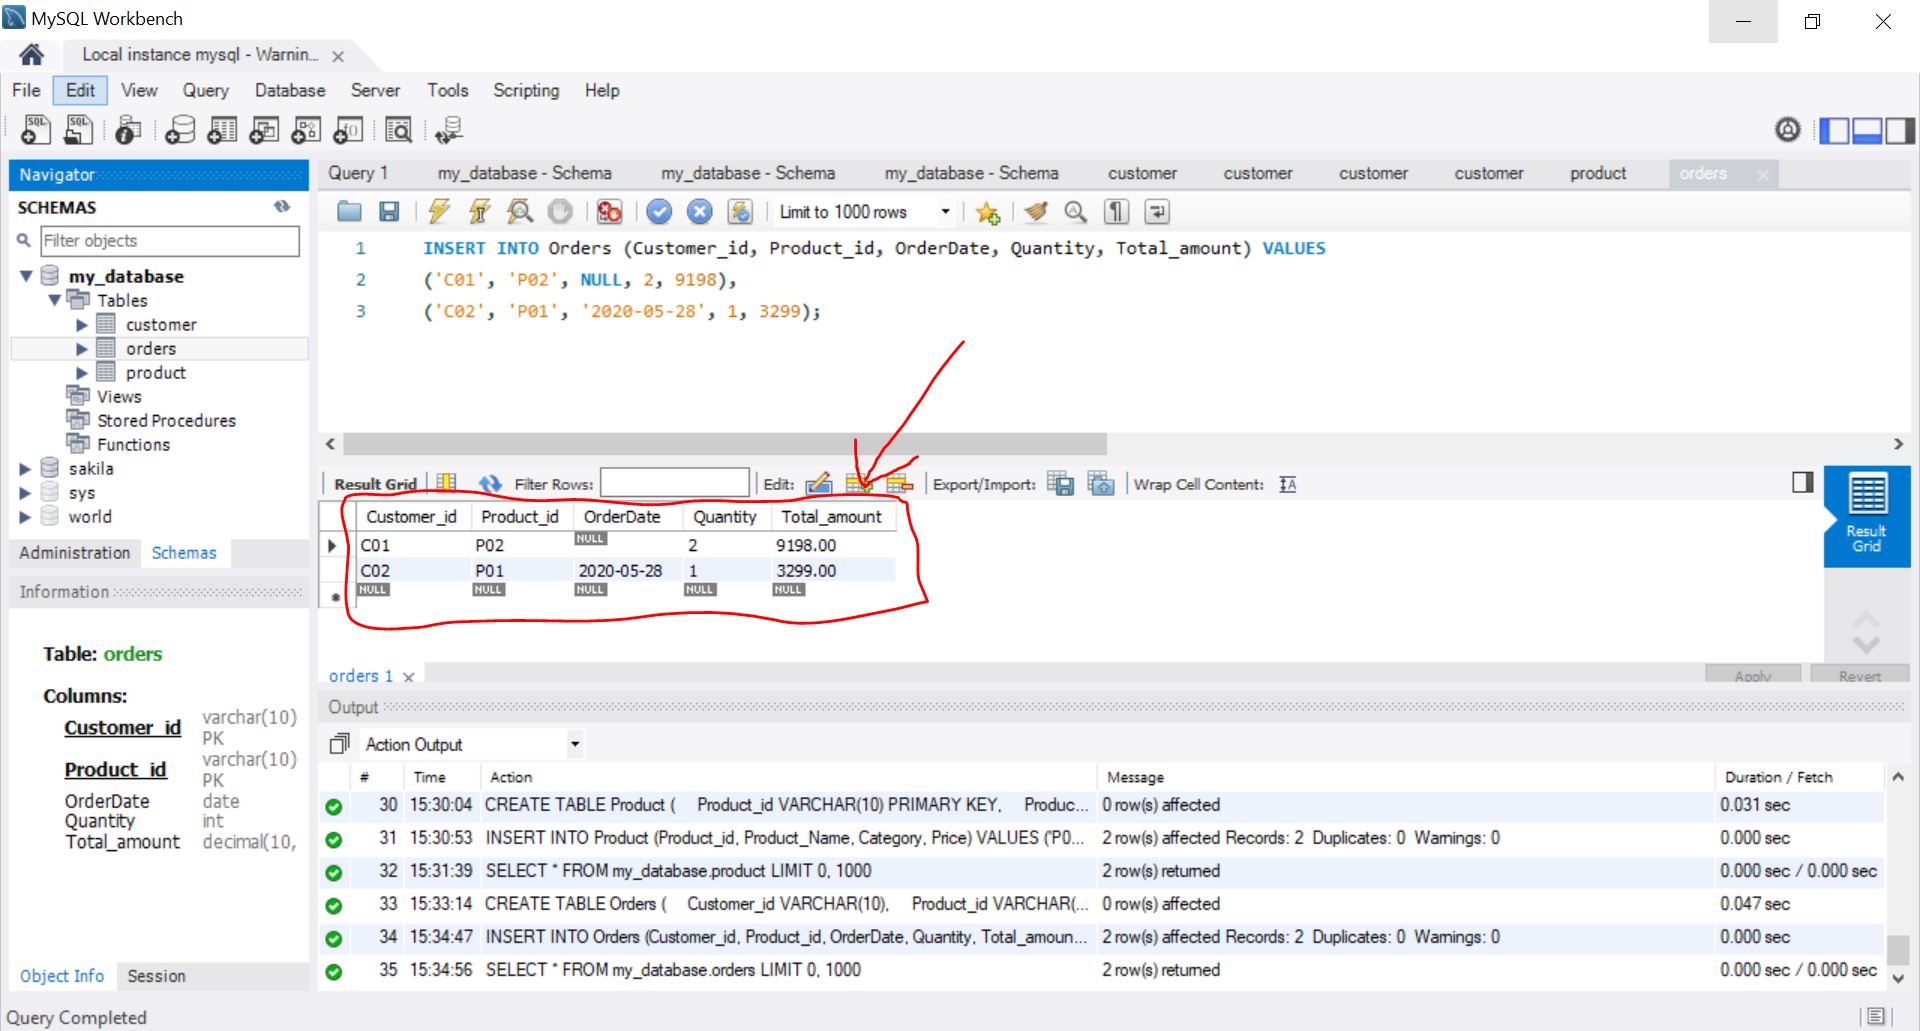 MySQL Workbench
Local instance mysql - Warnin...
File Edit View Query Database Server Tools Scripting Help
SQL SQL
Navigator
SCHEMAS
Filter objects
my_database
Tables
customer
orders
product
Views
Stored Procedures
Functions
sakila
sys
world
Administration Schemas
Information
Table: orders
Columns:
Customer_id varchar(10) PK
Product_id varchar(10) PK
OrderDate date
Quantity int
Total_amount decimal(10,
Object Info Session
Query 1 my_database - Schema my_database - Schema my_database - Schema customer customer customer customer product orders
Limit to 1000 rows
1 INSERT INTO Orders (Customer_id, Product_id, OrderDate, Quantity, Total_amount) VALUES
2 ('C01', 'P02', NULL, 2, 9198),
3 ('C02', 'P01', '2020-05-28', 1, 3299);
Result Grid Filter Rows: Edit: Export/Import: Wrap Cell Content: IA
Customer_id Product_id OrderDate Quantity Total_amount
C01 P02 NULL 2 9198.00
C02 P01 2020-05-28 1 3299.00
NULL NULL NULL NULL NULL
Result
Grid
orders 1
Apply Revert
Output
Action Output
# Time Action Message Duration / Fetch
30 15:30:04 CREATE TABLE Product ( Product_id VARCHAR(10) PRIMARY KEY, Produc... 0 row(s) affected 0.031 sec
31 15:30:53 INSERT INTO Product (Product_id, Product_Name, Category, Price) VALUES ('P0... 2 row(s) affected Records: 2 Duplicates: 0 Warnings: 0 0.000 sec
32 15:31:39 SELECT * FROM my_database.product LIMIT 0, 1000 2 row(s) returned 0.000 sec / 0.000 sec
33 15:33:14 CREATE TABLE Orders ( Customer_id VARCHAR(10), Product_id VARCHAR(... 0 row(s) affected 0.047 sec
34 15:34:47 INSERT INTO Orders (Customer_id, Product_id, OrderDate, Quantity, Total_amoun... 2 row(s) affected Records: 2 Duplicates: 0 Warnings: 0 0.000 sec
35 15:34:56 SELECT * FROM my_database.orders LIMIT 0, 1000 2 row(s) returned 0.000 sec / 0.000 sec
Query Completed